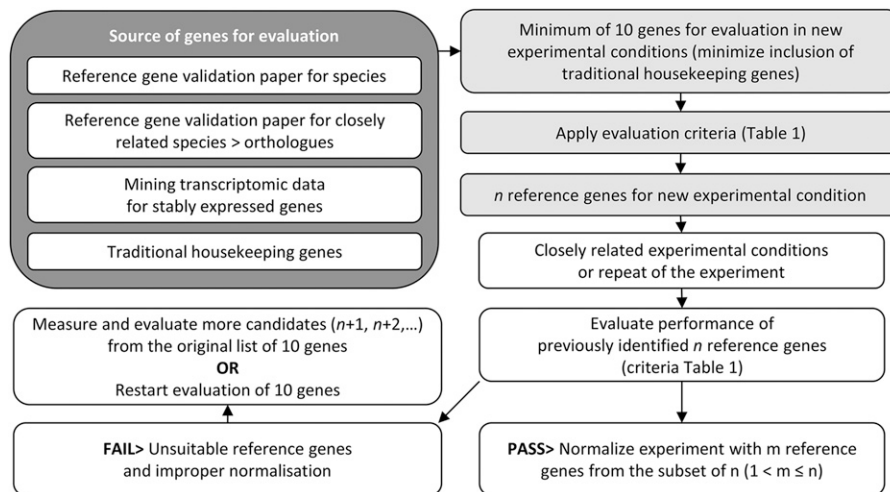 Source of genes for evaluation
Reference gene validation paper for species
Reference gene validation paper for closely
related species > orthologues
Mining transcriptomic data
for stably expressed genes
Traditional housekeeping genes
Minimum of 10 genes for evaluation in new
experimental conditions (minimize inclusion of
traditional housekeeping genes)
Apply evaluation criteria (Table 1)
n reference genes for new experimental condition
Closely related experimental conditions
or repeat of the experiment
Evaluate performance of
previously identified n reference genes
(criteria Table 1)
Measure and evaluate more candidates (n+1, n+2,...)
from the original list of 10 genes
OR
Restart evaluation of 10 genes
FAIL> Unsuitable reference genes
and improper normalisation
PASS> Normalize experiment with m reference
genes from the subset of n (1 < m ≤ n)